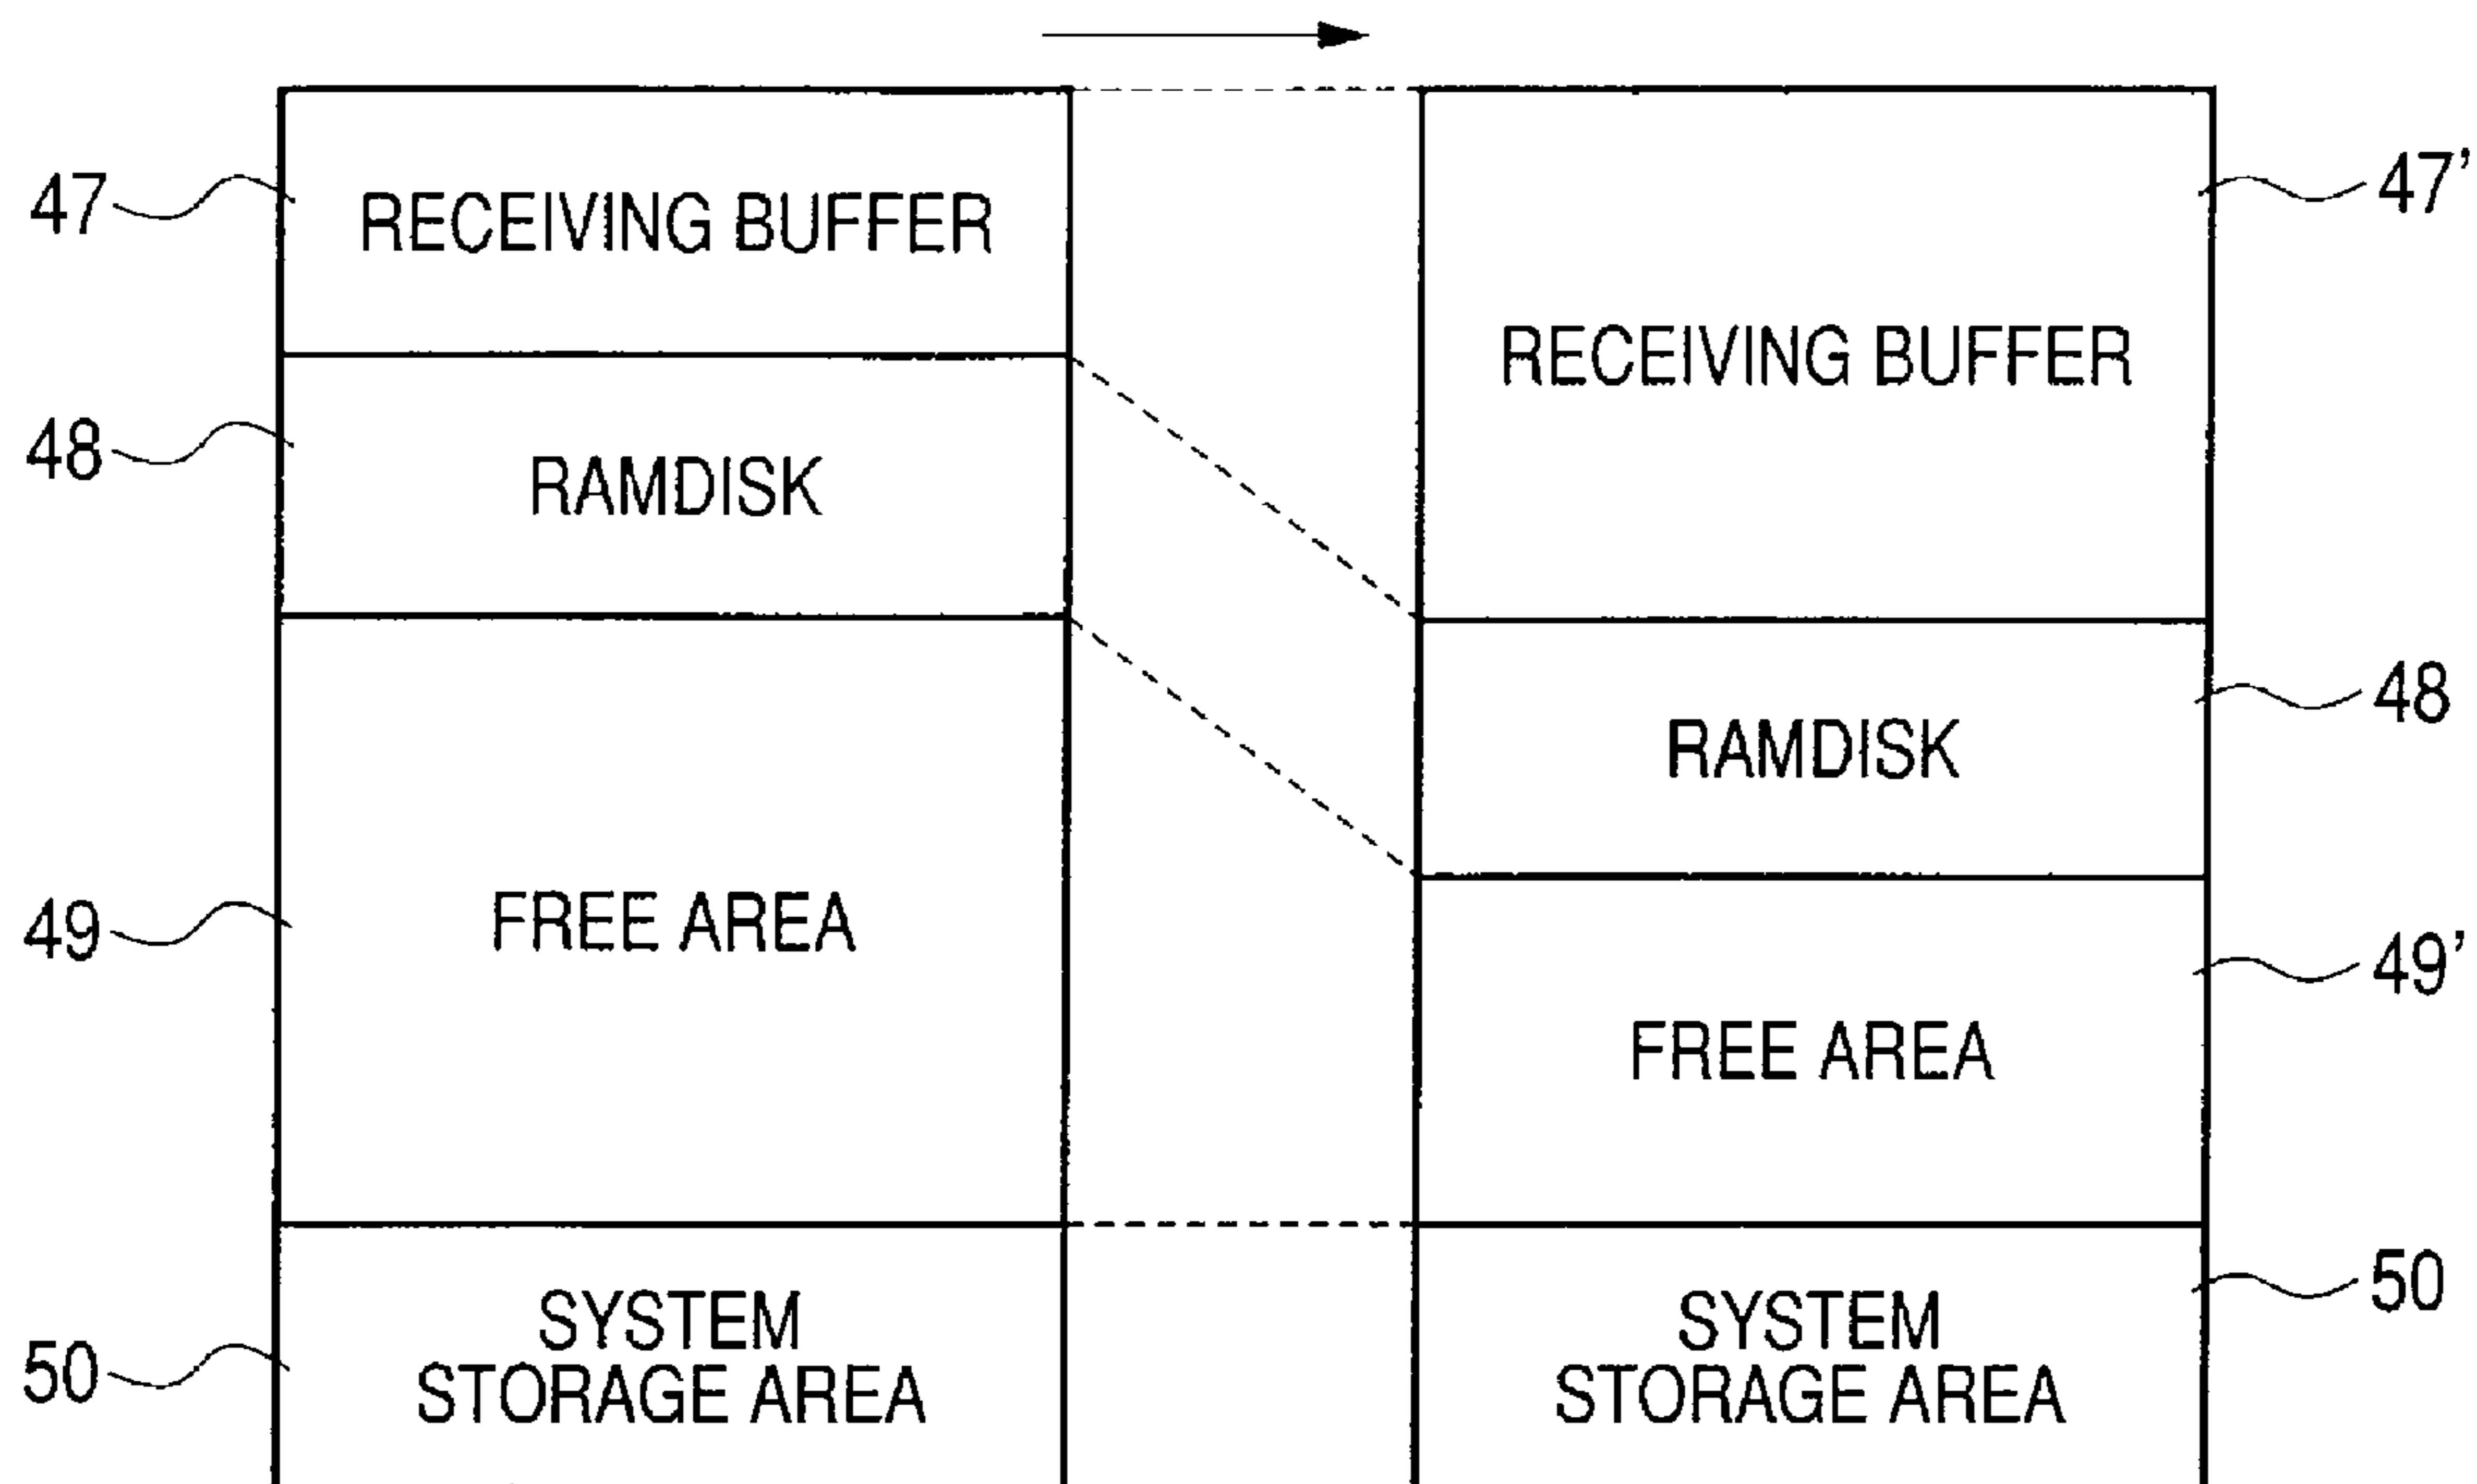 47
RECEIVING BUFFER
48
RAMDISK
49
FREE AREA
50
SYSTEM
STORAGE AREA
47'
RECEIVING BUFFER
48
RAMDISK
49'
FREE AREA
50
SYSTEM
STORAGE AREA